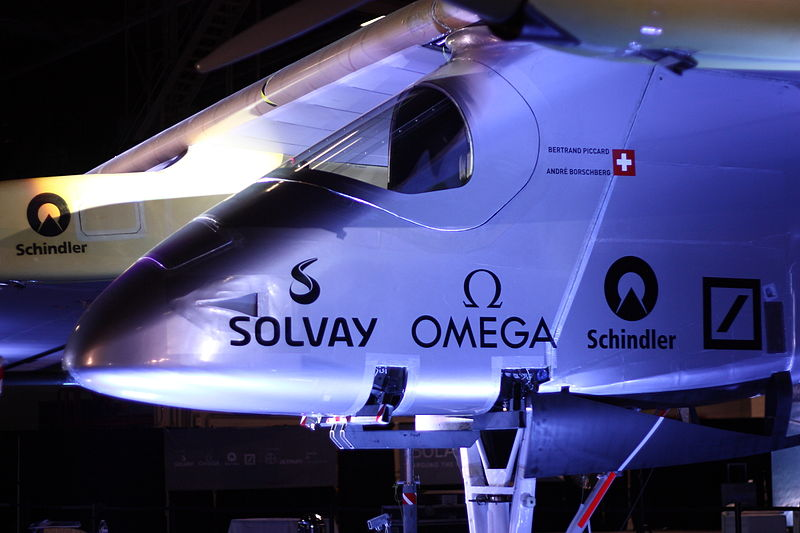 BERTRAND PICCARD
ANDRÉ BORSCHBERG
Schindler
SOLVAY
OMEGA
Schindler